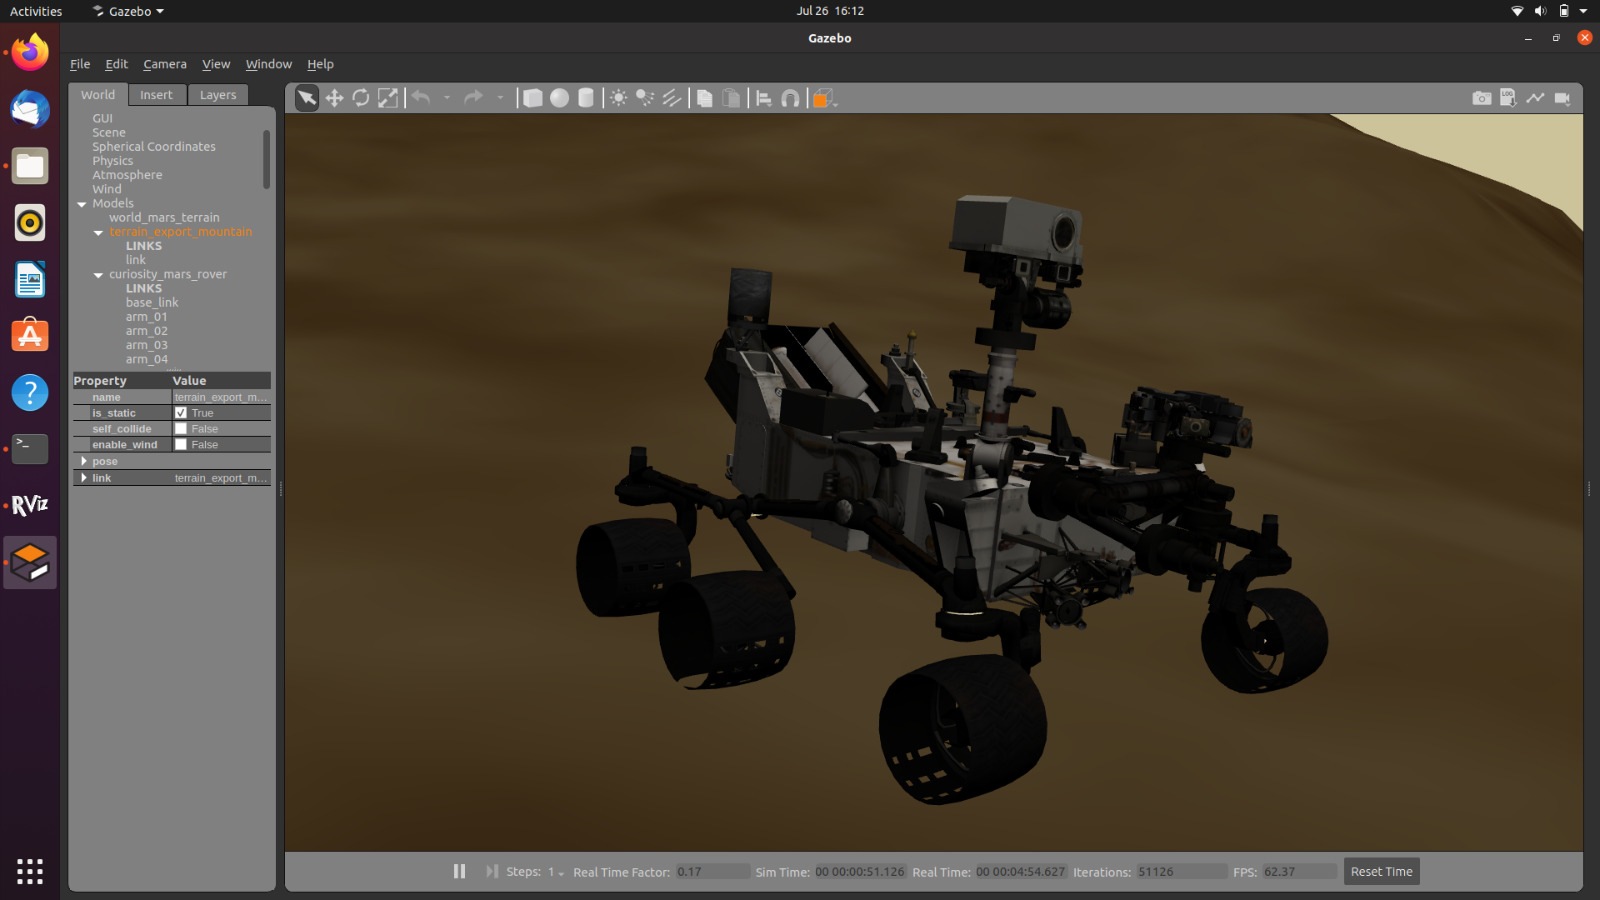 Activities
Gazebo
Jul 26 16:12
Gazebo
File Edit Camera View Window Help
World Insert Layers
GUI
Scene
Spherical Coordinates
Physics
Atmosphere
Wind
Models
world_mars_terrain
terrain_export_mountain
LINKS
link
curiosity_mars_rover
LINKS
base_link
arm_01
arm_02
arm_03
arm_04
Property Value
name terrain_export_m...
is_static True
self_collide False
enable_wind False
pose
link terrain_export_m...
LOG
>_
RViz
Steps: 1 Real Time Factor: 0.17 Sim Time: 00 00:00:51.126 Real Time: 00 00:04:54.627 Iterations: 51126 FPS: 62.37 Reset Time